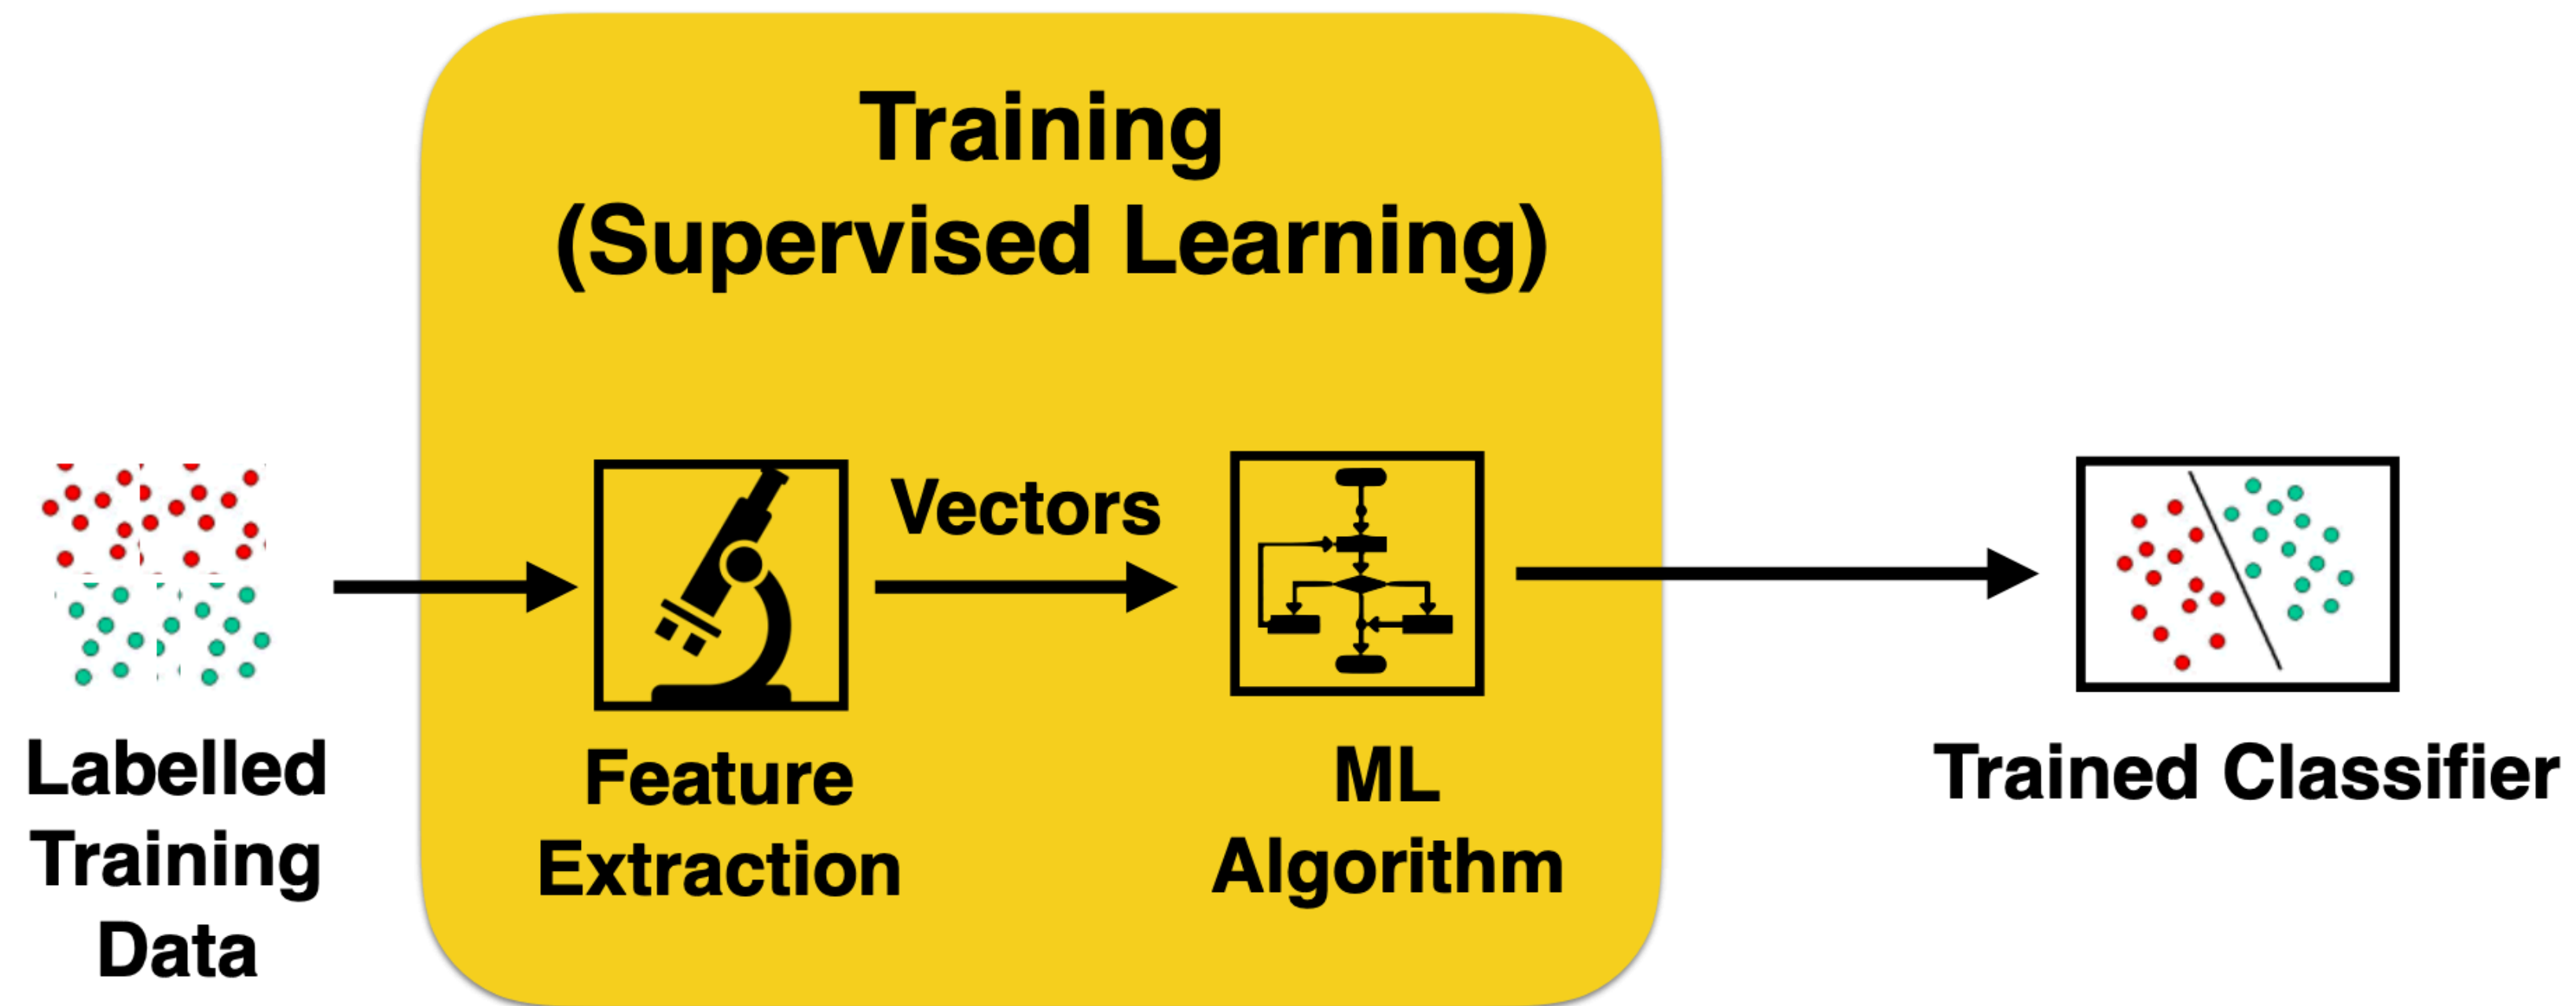 Training
(Supervised Learning)
Vectors
Labelled
Training
Data
Feature
Extraction
ML
Algorithm
Trained Classifier